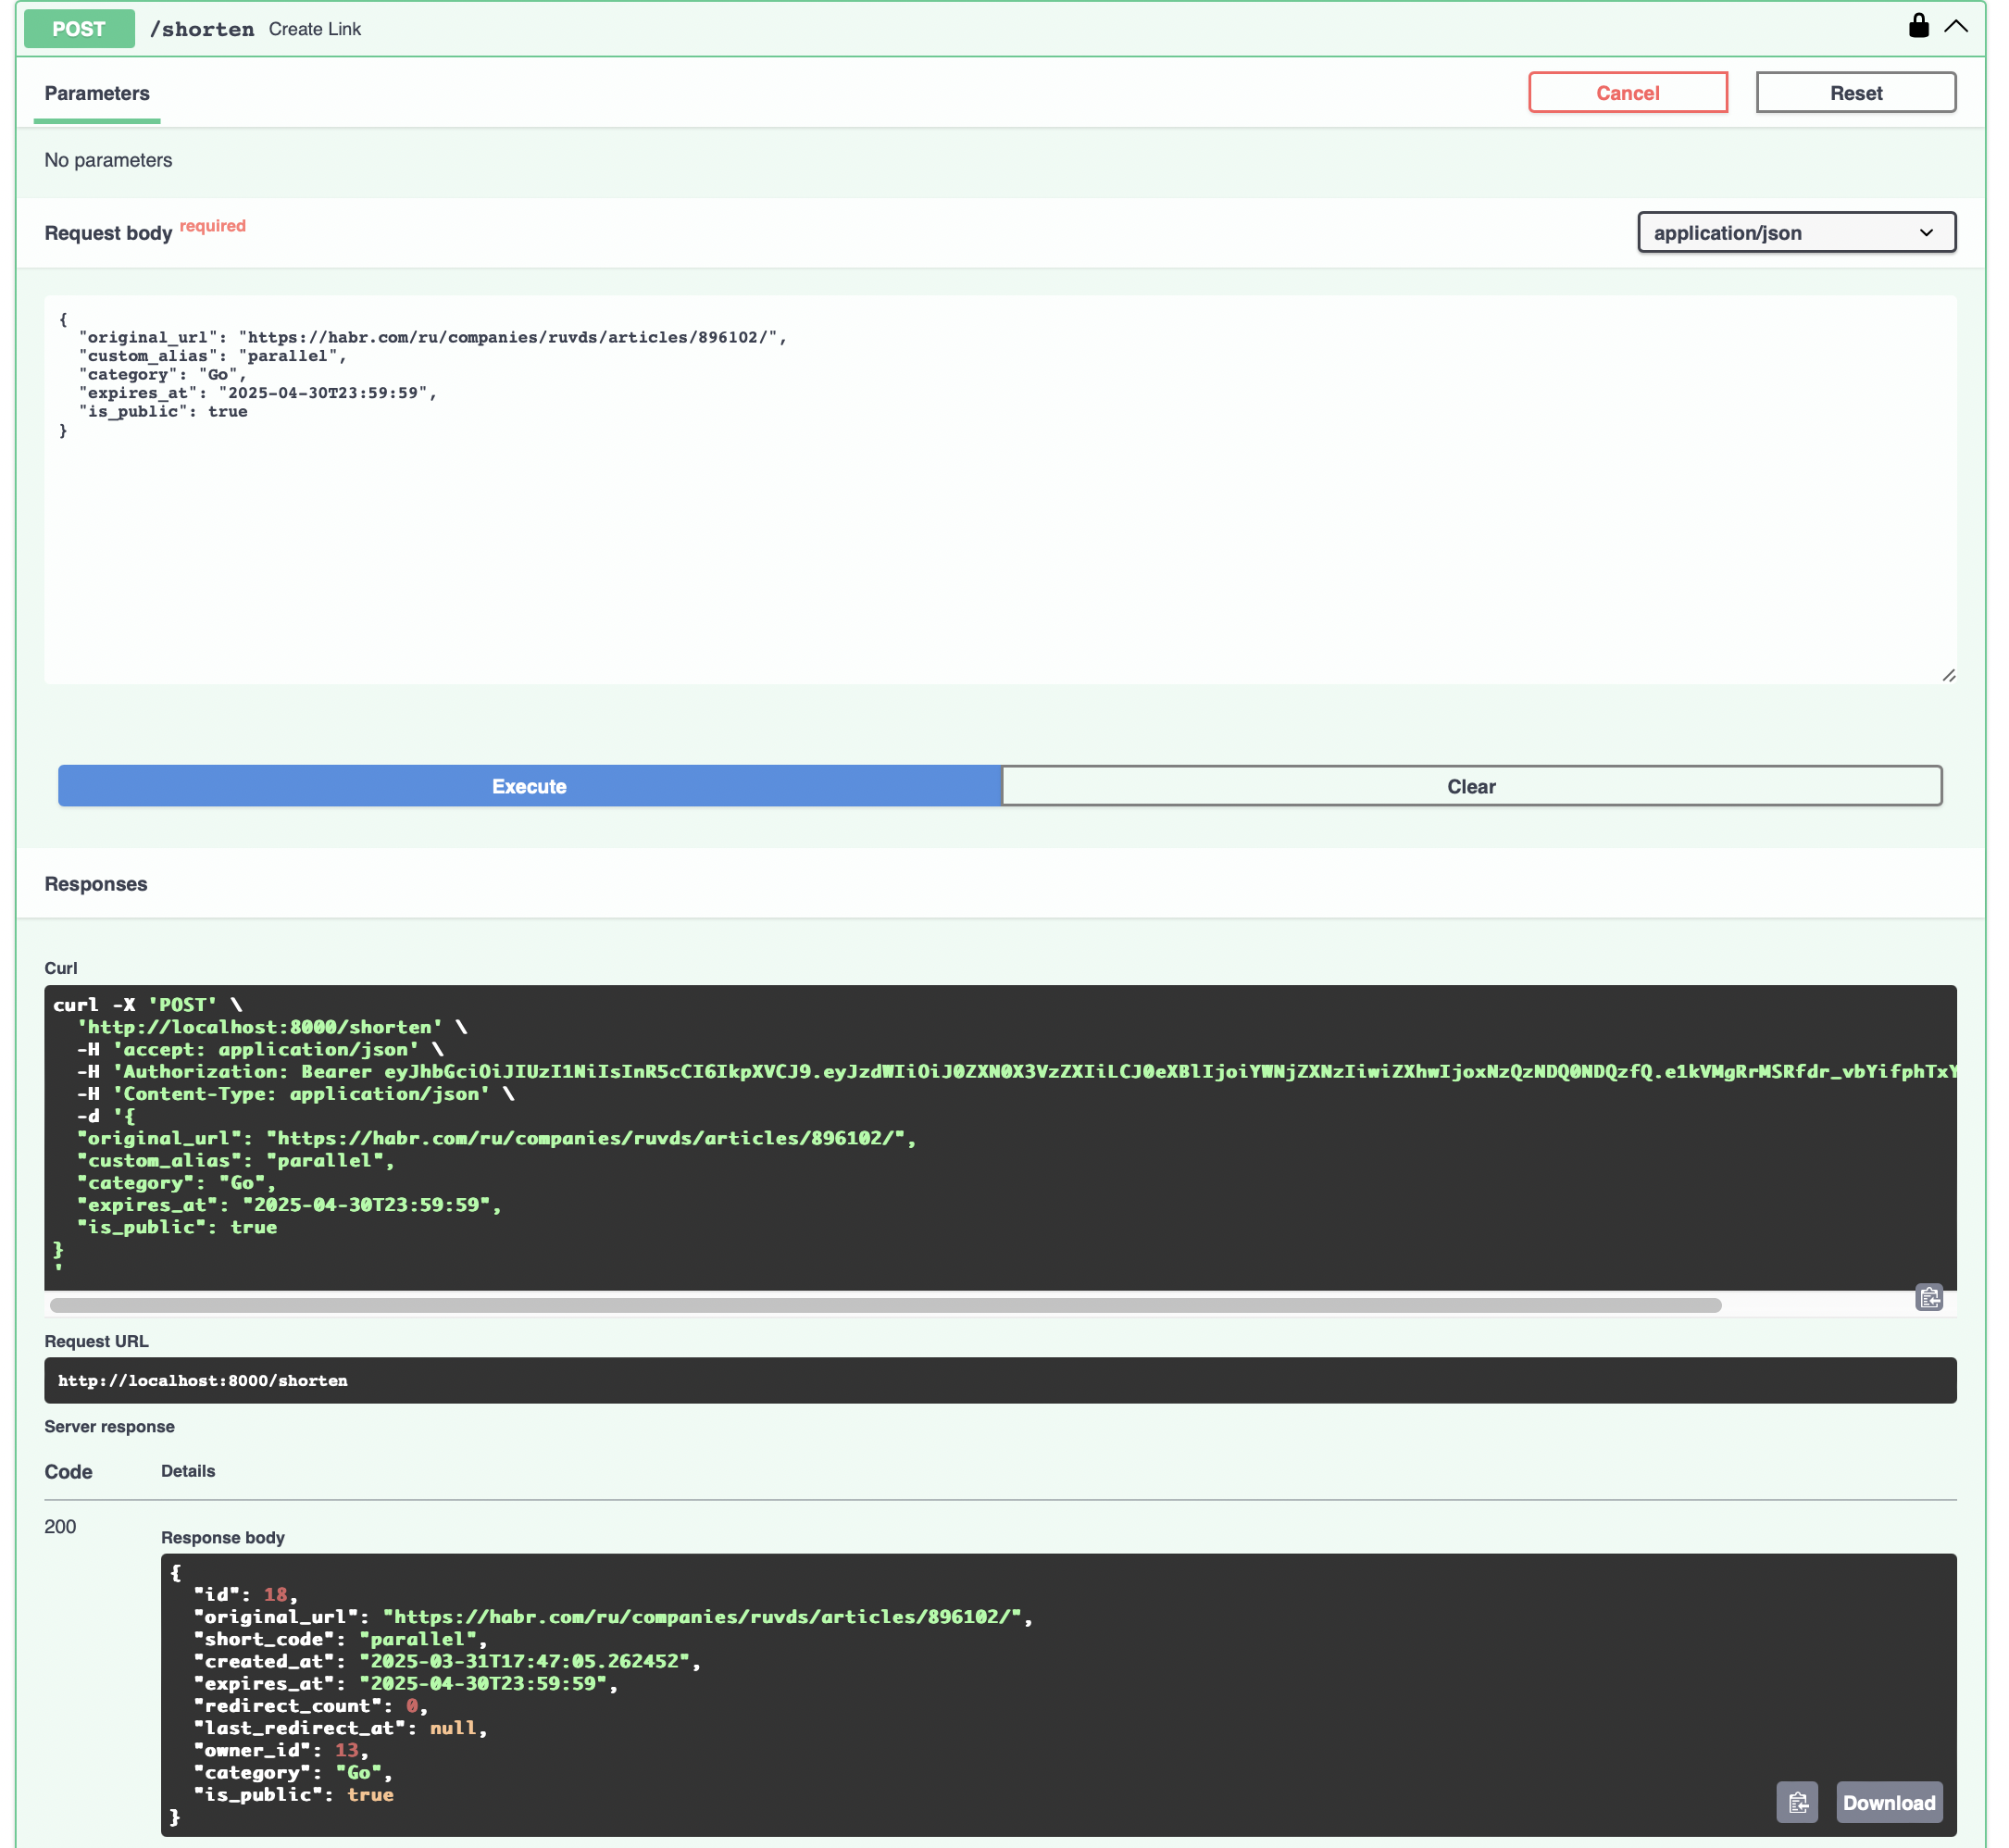 POST /shorten Create Link
Parameters
Cancel
Reset
No parameters
Request body required
application/json
{
  "original_url": "https://habr.com/ru/companies/ruvds/articles/896102/",
  "custom_alias": "parallel",
  "category": "Go",
  "expires_at": "2025-04-30T23:59:59",
  "is_public": true
}
Execute
Clear
Responses
Curl
curl -X 'POST' \
  'http://localhost:8000/shorten' \
  -H 'accept: application/json' \
  -H 'Authorization: Bearer eyJhbGciOiJIUzI1NiIsInR5cCI6IkpXVCJ9.eyJzdWIiOiJ0ZXN0X3VzZXIiLCJ0eXBlIjoiYWNjZXNzIiwiZXhwIjoxNzQzNDQ0NDQzfQ.e1kVMgRrMSRfdr_vbYifphTxY
  -H 'Content-Type: application/json' \
  -d '{
  "original_url": "https://habr.com/ru/companies/ruvds/articles/896102/",
  "custom_alias": "parallel",
  "category": "Go",
  "expires_at": "2025-04-30T23:59:59",
  "is_public": true
}
'
Request URL
http://localhost:8000/shorten
Server response
Code Details
200
Response body
{
  "id": 18,
  "original_url": "https://habr.com/ru/companies/ruvds/articles/896102/",
  "short_code": "parallel",
  "created_at": "2025-03-31T17:47:05.262452",
  "expires_at": "2025-04-30T23:59:59",
  "redirect_count": 0,
  "last_redirect_at": null,
  "owner_id": 13,
  "category": "Go",
  "is_public": true
}
Download